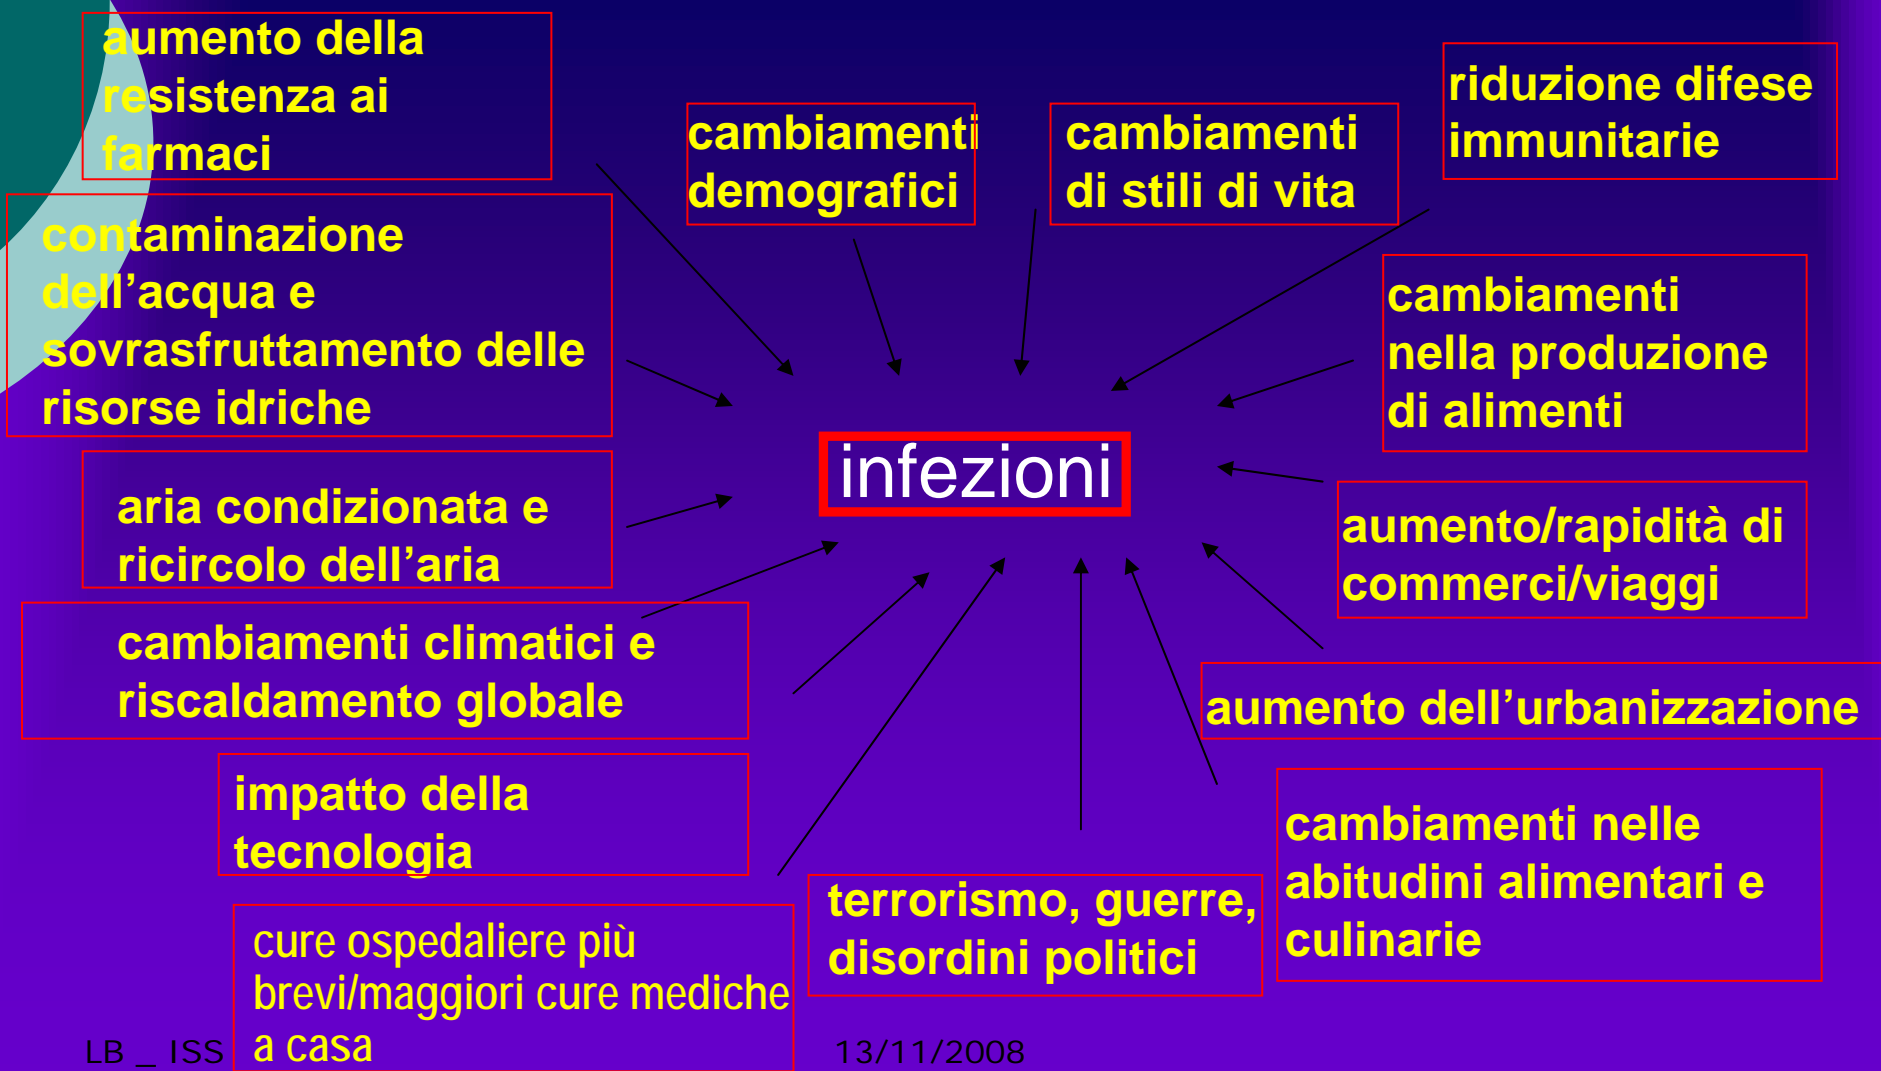 aumento della
resistenza ai
farmaci
cambiamenti
demografici
cambiamenti
di stili di vita
riduzione difese
immunitarie
contaminazione
dell’acqua e
sovrasfruttamento delle
risorse idriche
cambiamenti
nella produzione
di alimenti
infezioni
aria condizionata e
ricircolo dell’aria
aumento/rapidità di
commerci/viaggi
cambiamenti climatici e
riscaldamento globale
aumento dell’urbanizzazione
impatto della
tecnologia
cambiamenti nelle
abitudini alimentari e
culinarie
terrorismo, guerre,
disordini politici
cure ospedaliere più
brevi/maggiori cure mediche
a casa
LB _ ISS
13/11/2008